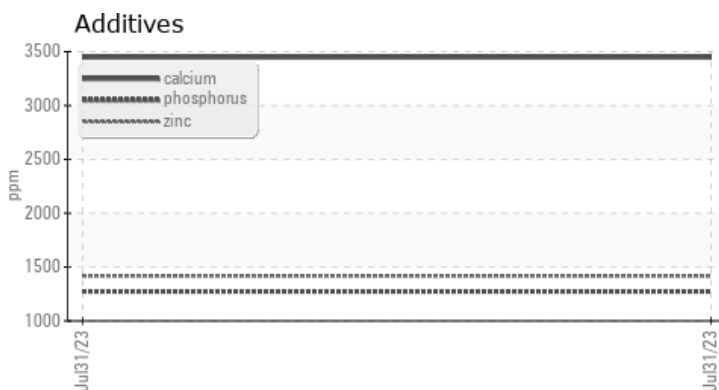 Additives
3500
calcium
phosphorus
zinc
3000
2500
2000
1500
1000
ppm
Jul31/23
Jul31/23